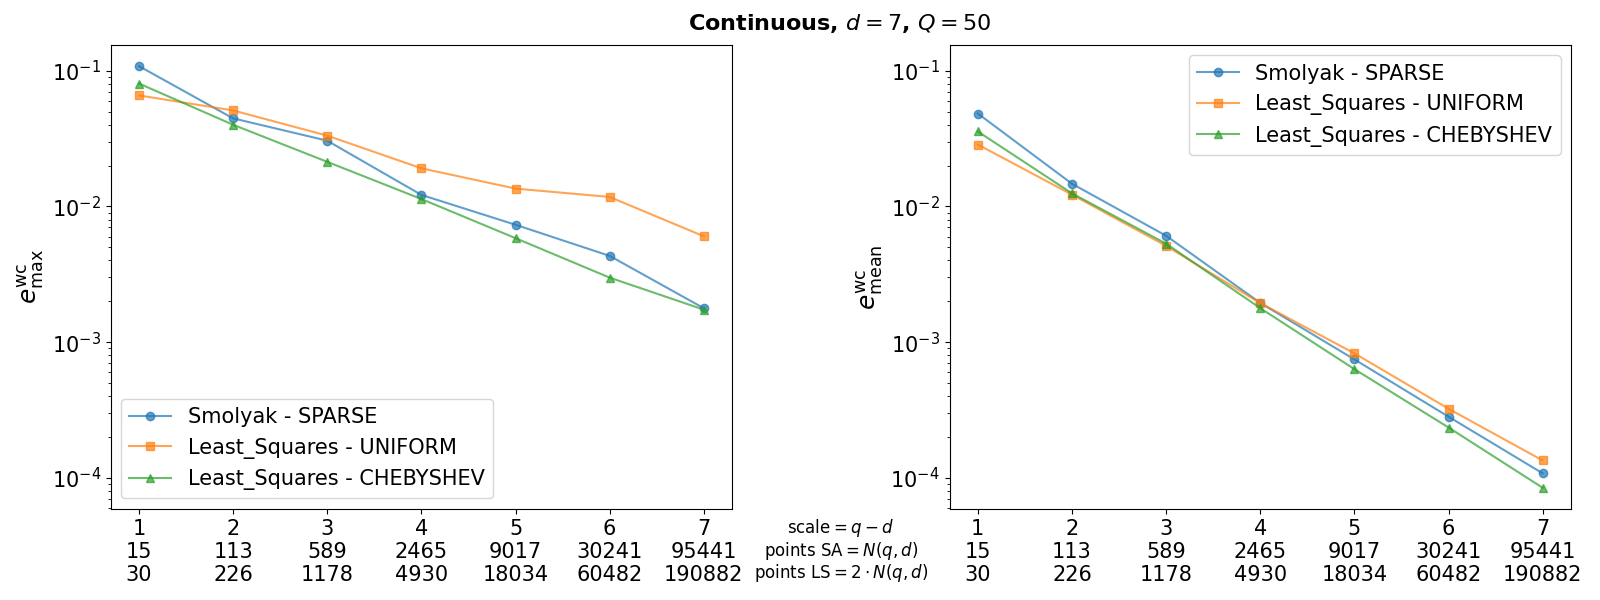 Continuous, d = 7, Q = 50
10^{-1}
10^{-2}
10^{-3}
10^{-4}
e^{wc}_{max}
Smolyak - SPARSE
Least_Squares - UNIFORM
Least_Squares - CHEBYSHEV
1 2 3 4 5 6 7
15 113 589 2465 9017 30241 95441
30 226 1178 4930 18034 60482 190882
scale = q − d
points SA = N(q, d)
points LS = 2 · N(q, d)
10^{-1}
10^{-2}
10^{-3}
10^{-4}
e^{wc}_{mean}
Smolyak - SPARSE
Least_Squares - UNIFORM
Least_Squares - CHEBYSHEV
1 2 3 4 5 6 7
15 113 589 2465 9017 30241 95441
30 226 1178 4930 18034 60482 190882